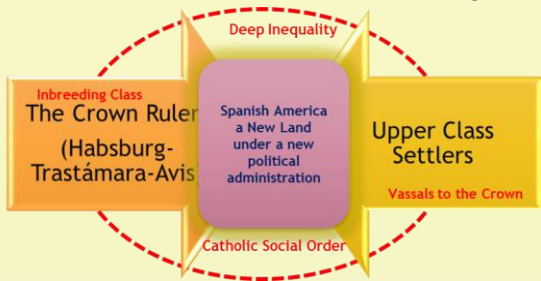 Deep Inequality
Inbreeding Class
The Crown Ruler
(Habsburg-
Trastámara-Avis)
Spanish America
a New Land
under a new
political
administration
Upper Class
Settlers
Vassals to the Crown
Catholic Social Order